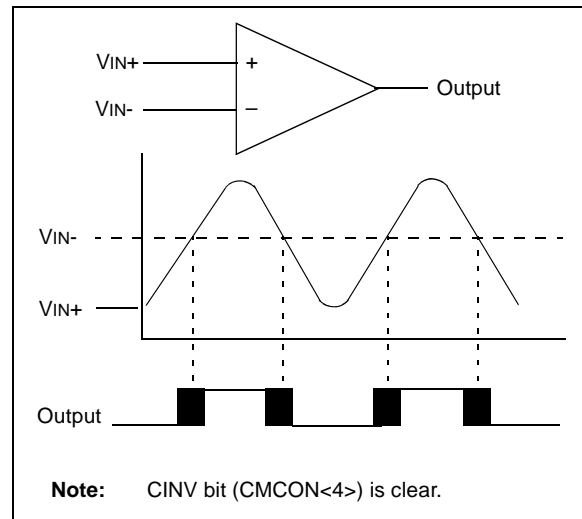 VIN+
+
Output
VIN-
–
VIN-
VIN+
Output
Note: CINV bit (CMCON<4>) is clear.